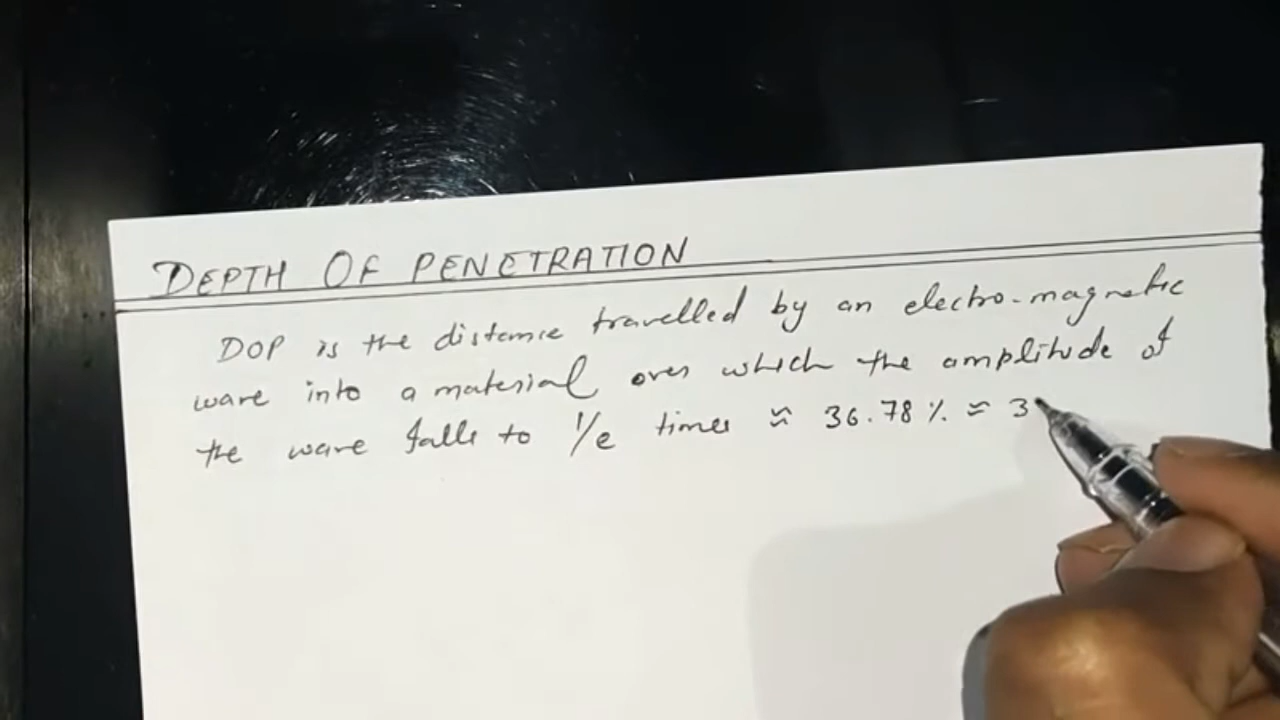 DEPTH OF PENETRATION
DOP is the distance travelled by an electro-magnetic
wave into a material over which the amplitude of
the wave falls to 1/e times ≈ 36.78% ≈ 3